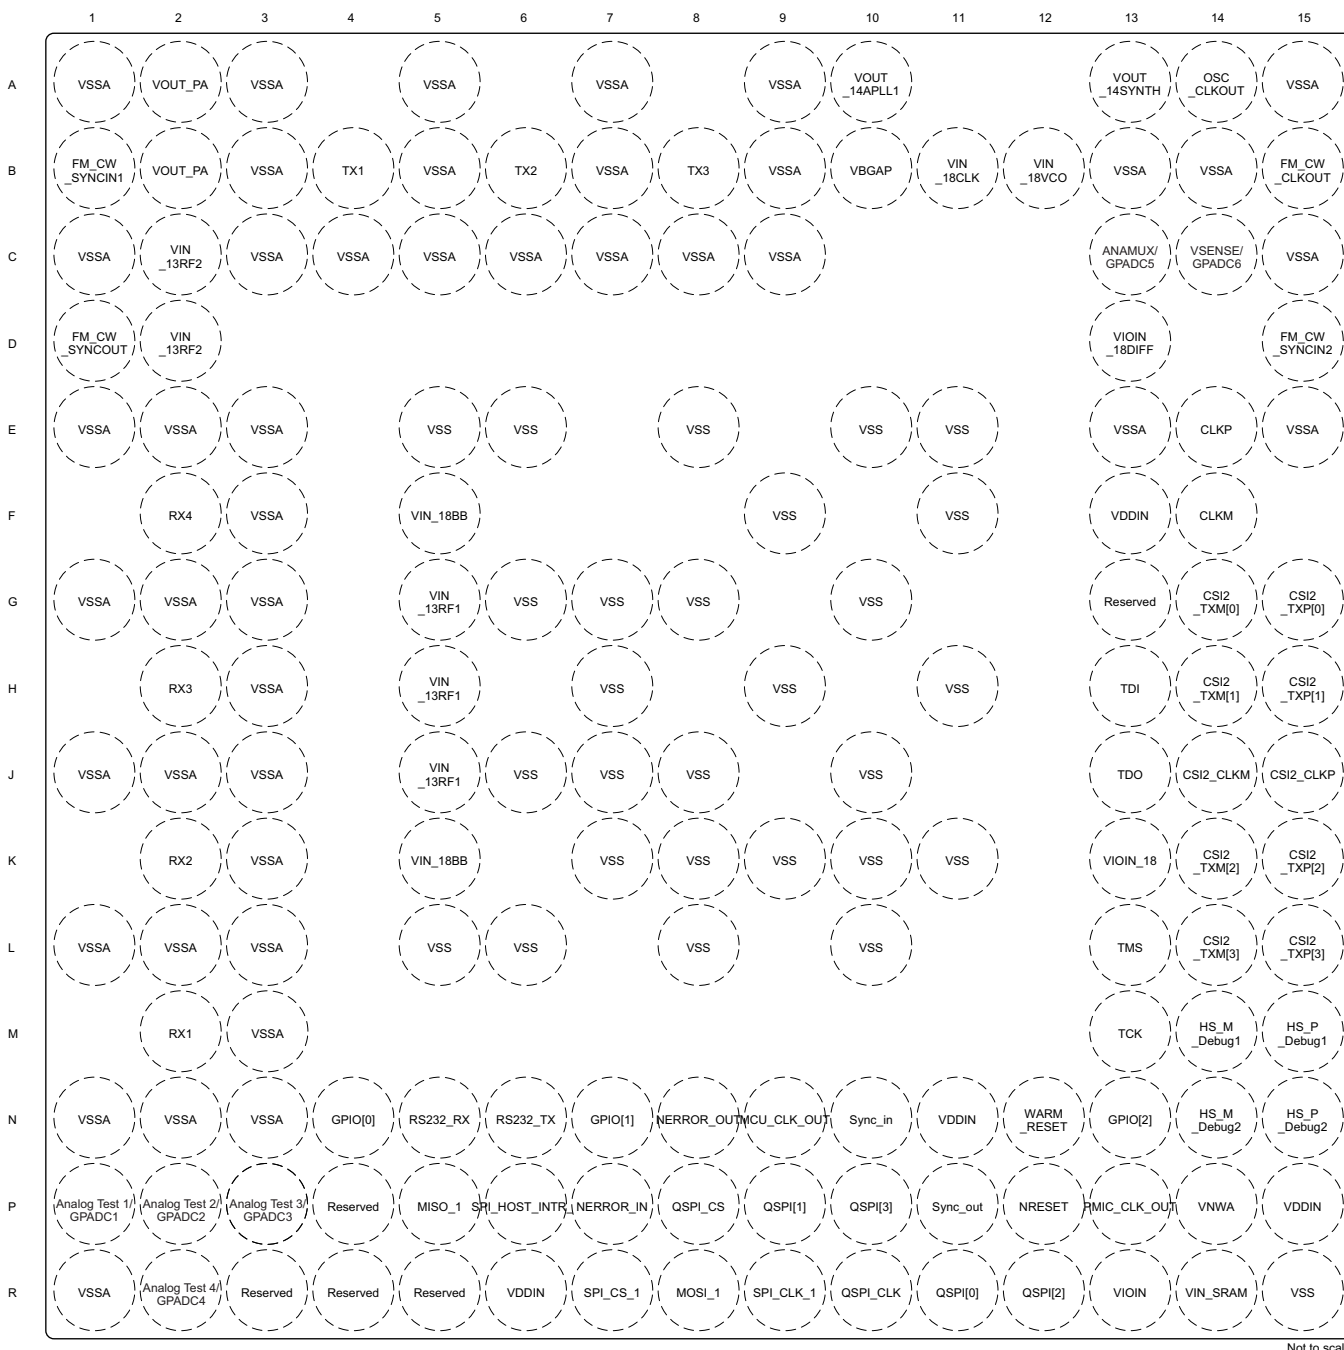 1 2 3 4 5 6 7 8 9 10 11 12 13 14 15
A VSSA VOUT_PA VSSA VSSA VSSA VSSA VOUT _14APLL1 VOUT _14SYNTH OSC _CLKOUT VSSA
B FM_CW _SYNCIN1 VOUT_PA VSSA TX1 VSSA TX2 VSSA TX3 VSSA VBGAP VIN _18CLK VIN _18VCO VSSA VSSA FM_CW _CLKOUT
C VSSA VIN _13RF2 VSSA VSSA VSSA VSSA VSSA VSSA VSSA ANAMUX/ GPADC5 VSENSE/ GPADC6 VSSA
D FM_CW _SYNCOUT VIN _13RF2 VIOIN _18DIFF FM_CW _SYNCIN2
E VSSA VSSA VSSA VSS VSS VSS VSS VSS VSSA CLKP VSSA
F RX4 VSSA VIN_18BB VSS VSS VDDIN CLKM
G VSSA VSSA VSSA VIN _13RF1 VSS VSS VSS VSS Reserved CSI2 _TXM[0] CSI2 _TXP[0]
H RX3 VSSA VIN _13RF1 VSS VSS VSS TDI CSI2 _TXM[1] CSI2 _TXP[1]
J VSSA VSSA VSSA VIN _13RF1 VSS VSS VSS VSS TDO CSI2_CLKM CSI2_CLKP
K RX2 VSSA VIN_18BB VSS VSS VSS VSS VSS VIOIN_18 CSI2 _TXM[2] CSI2 _TXP[2]
L VSSA VSSA VSSA VSS VSS VSS VSS TMS CSI2 _TXM[3] CSI2 _TXP[3]
M RX1 VSSA TCK HS_M _Debug1 HS_P _Debug1
N VSSA VSSA VSSA GPIO[0] RS232_RX RS232_TX GPIO[1] NERROR_OUT MCU_CLK_OUT Sync_in VDDIN WARM _RESET GPIO[2] HS_M _Debug2 HS_P _Debug2
P Analog Test 1/ GPADC1 Analog Test 2/ GPADC2 Analog Test 3/ GPADC3 Reserved MISO_1 SPI_HOST_INTR_ NERROR_IN QSPI_CS QSPI[1] QSPI[3] Sync_out NRESET PMIC_CLK_OUT VNWA VDDIN
R VSSA Analog Test 4/ GPADC4 Reserved Reserved Reserved VDDIN SPI_CS_1 MOSI_1 SPI_CLK_1 QSPI_CLK QSPI[0] QSPI[2] VIOIN VIN_SRAM VSS
Not to scal